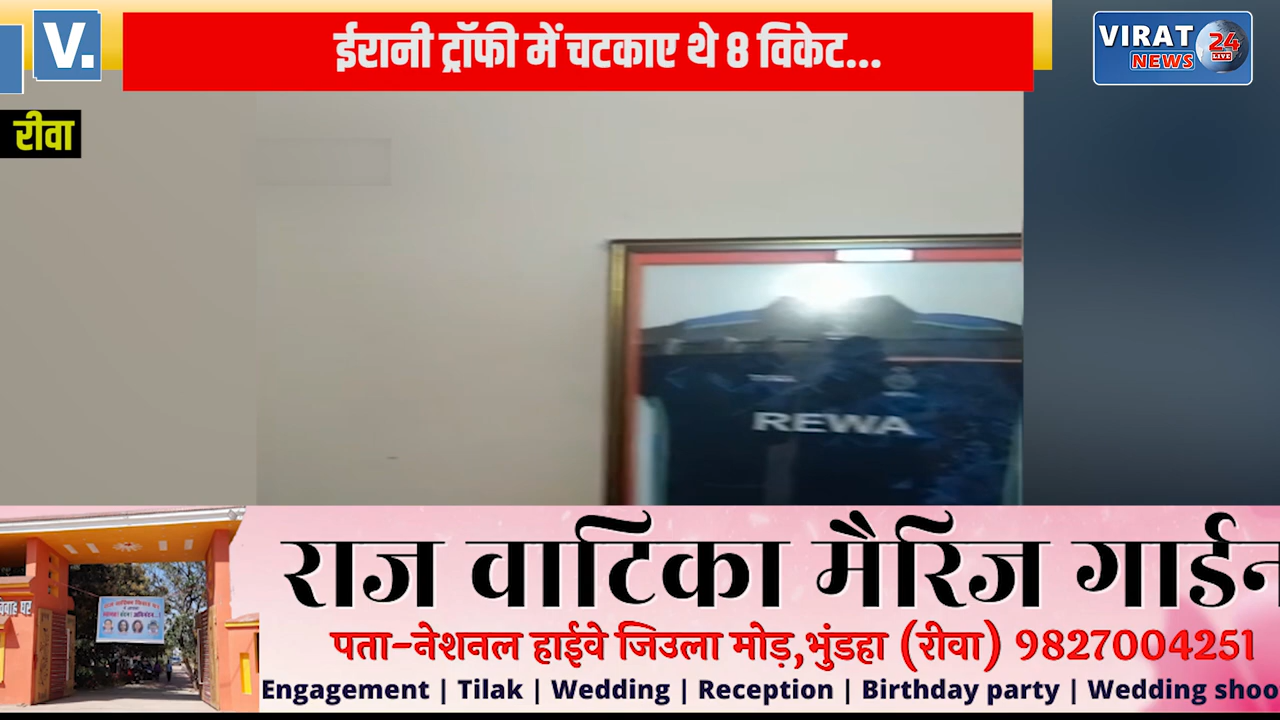 V.
ईरानी ट्रॉफी में चटकाए थे 8 विकेट...
VIRAT
24
NEWS
LIVE
रीवा
REWA
राज वाटिका मैरिज गार्डन
पता-नेशनल हाईवे जिउला मोड़,भुंडहा (रीवा) 9827004251
Engagement | Tilak | Wedding | Reception | Birthday party | Wedding shoo